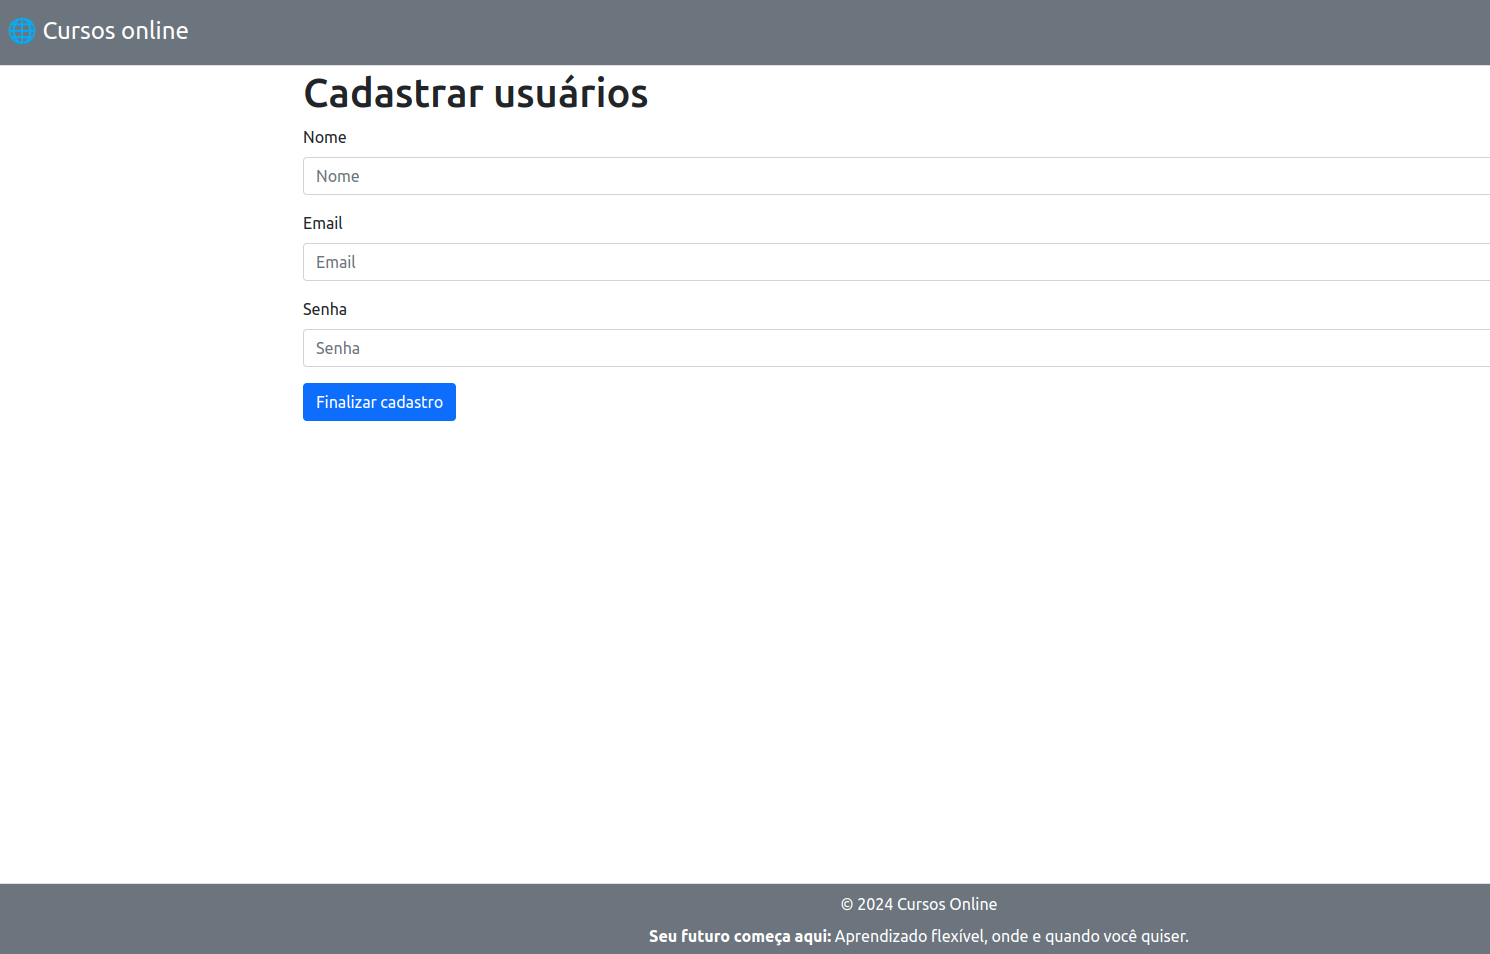 Cursos online
Cadastrar usuários
Nome
Nome
Email
Email
Senha
Senha
Finalizar cadastro
© 2024 Cursos Online
Seu futuro começa aqui: Aprendizado flexível, onde e quando você quiser.